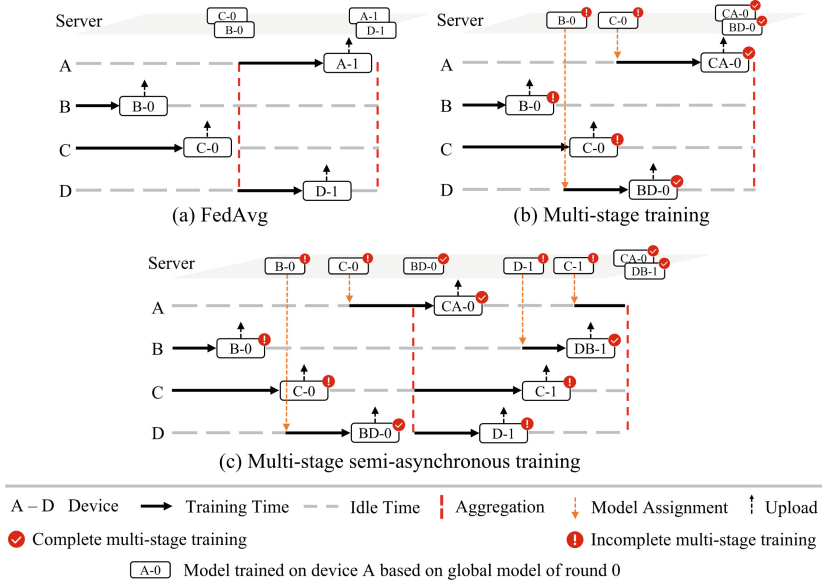 Server
C-0
B-0
A-1
D-1
A
A-1
B
B-0
C
C-0
D
D-1
(a) FedAvg
B-0
C-0
CA-0
BD-0
A
CA-0
B
B-0
C
C-0
D
BD-0
(b) Multi-stage training
Server
B-0
C-0
BD-0
D-1
C-1
CA-0
DB-1
A
CA-0
B
B-0
DB-1
C
C-0
C-1
D
BD-0
D-1
(c) Multi-stage semi-asynchronous training
A – D Device
Training Time
Idle Time
Aggregation
Model Assignment
Upload
Complete multi-stage training
Incomplete multi-stage training
A-0 Model trained on device A based on global model of round 0